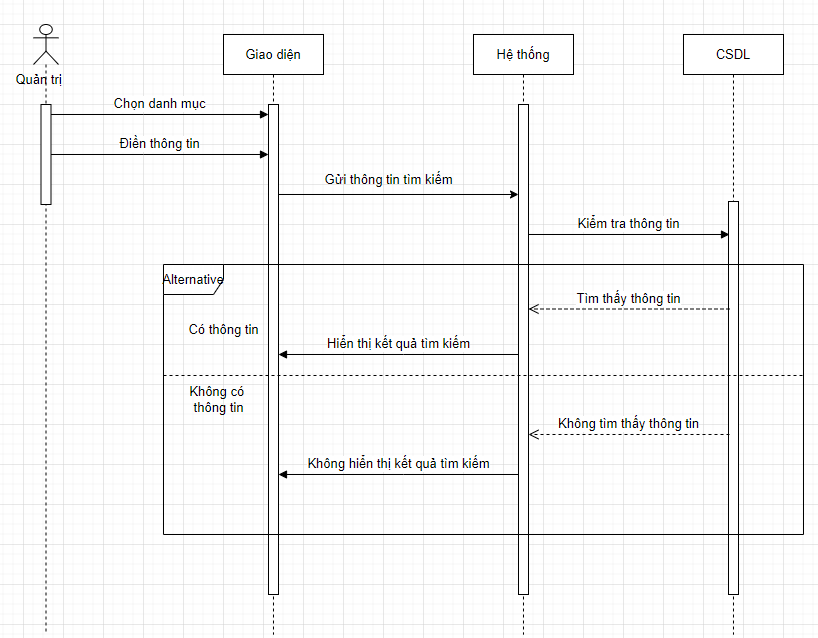 Quản trị
Giao diện
Hệ thống
CSDL
Chọn danh mục
Điền thông tin
Gửi thông tin tìm kiếm
Kiểm tra thông tin
Alternative
Tìm thấy thông tin
Có thông tin
Hiển thị kết quả tìm kiếm
Không có
thông tin
Không tìm thấy thông tin
Không hiển thị kết quả tìm kiếm